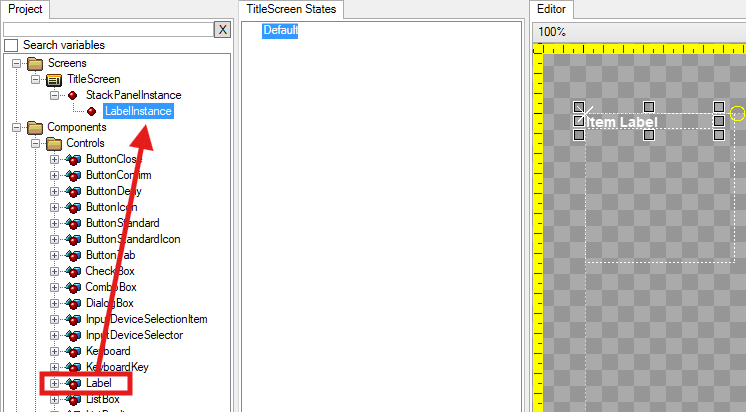 Project
X
Search variables
Screens
TitleScreen
StackPanelInstance
LabelInstance
Components
Controls
ButtonClose
ButtonConfirm
ButtonDeny
ButtonIcon
ButtonStandard
ButtonStandardIcon
ButtonTab
CheckBox
ComboBox
DialogBox
InputDeviceSelectionItem
InputDeviceSelector
Keyboard
KeyboardKey
Label
ListBox
TitleScreen States
Default
Editor
100%
Item Label